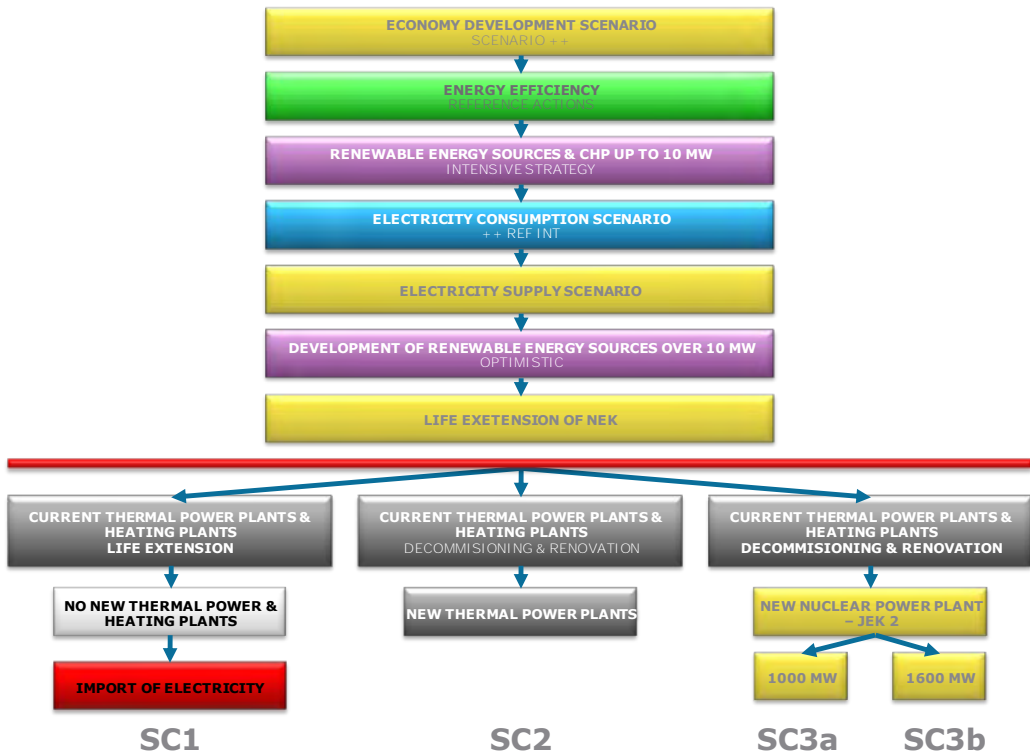 ECONOMY DEVELOPMENT SCENARIO
SCENARIO ++
ENERGY EFFICIENCY
REFERENCE ACTIONS
RENEWABLE ENERGY SOURCES & CHP UP TO 10 MW
INTENSIVE STRATEGY
ELECTRICITY CONSUMPTION SCENARIO
++ REF INT
ELECTRICITY SUPPLY SCENARIO
DEVELOPMENT OF RENEWABLE ENERGY SOURCES OVER 10 MW
OPTIMISTIC
LIFE EXETENSION OF NEK
CURRENT THERMAL POWER PLANTS &
HEATING PLANTS
LIFE EXTENSION
NO NEW THERMAL POWER &
HEATING PLANTS
IMPORT OF ELECTRICITY
SC1
CURRENT THERMAL POWER PLANTS &
HEATING PLANTS
DECOMMISIONING & RENOVATION
NEW THERMAL POWER PLANTS
SC2
CURRENT THERMAL POWER PLANTS &
HEATING PLANTS
DECOMMISIONING & RENOVATION
NEW NUCLEAR POWER PLANT
– JEK 2
1000 MW
1600 MW
SC3a
SC3b